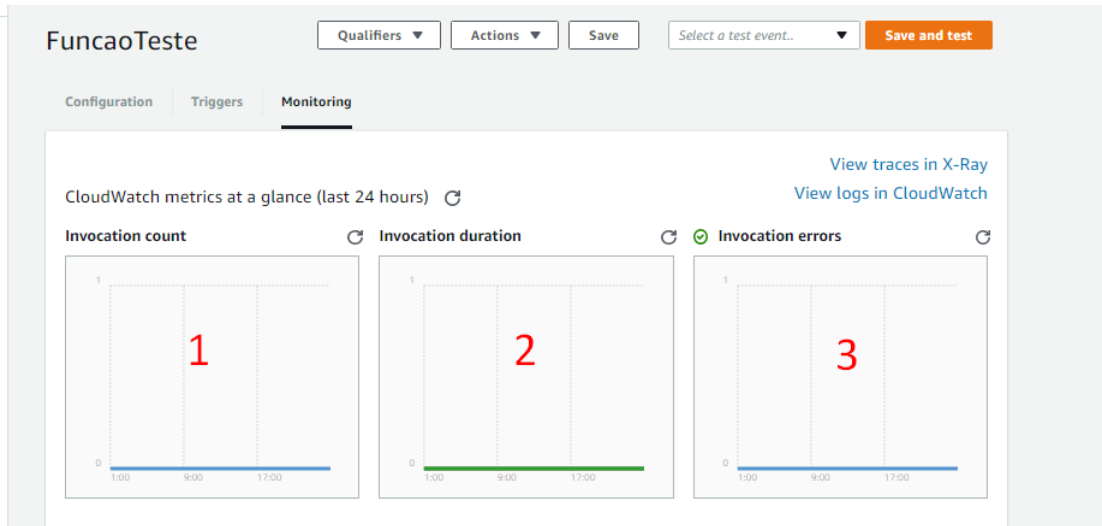 FuncaoTeste
Qualifiers
Actions
Save
Select a test event..
Save and test
Configuration
Triggers
Monitoring
View traces in X-Ray
CloudWatch metrics at a glance (last 24 hours)
View logs in CloudWatch
Invocation count
Invocation duration
Invocation errors
1
1
1
1
2
3
0
0
0
1:00 9:00 17:00
1:00 9:00 17:00
1:00 9:00 17:00